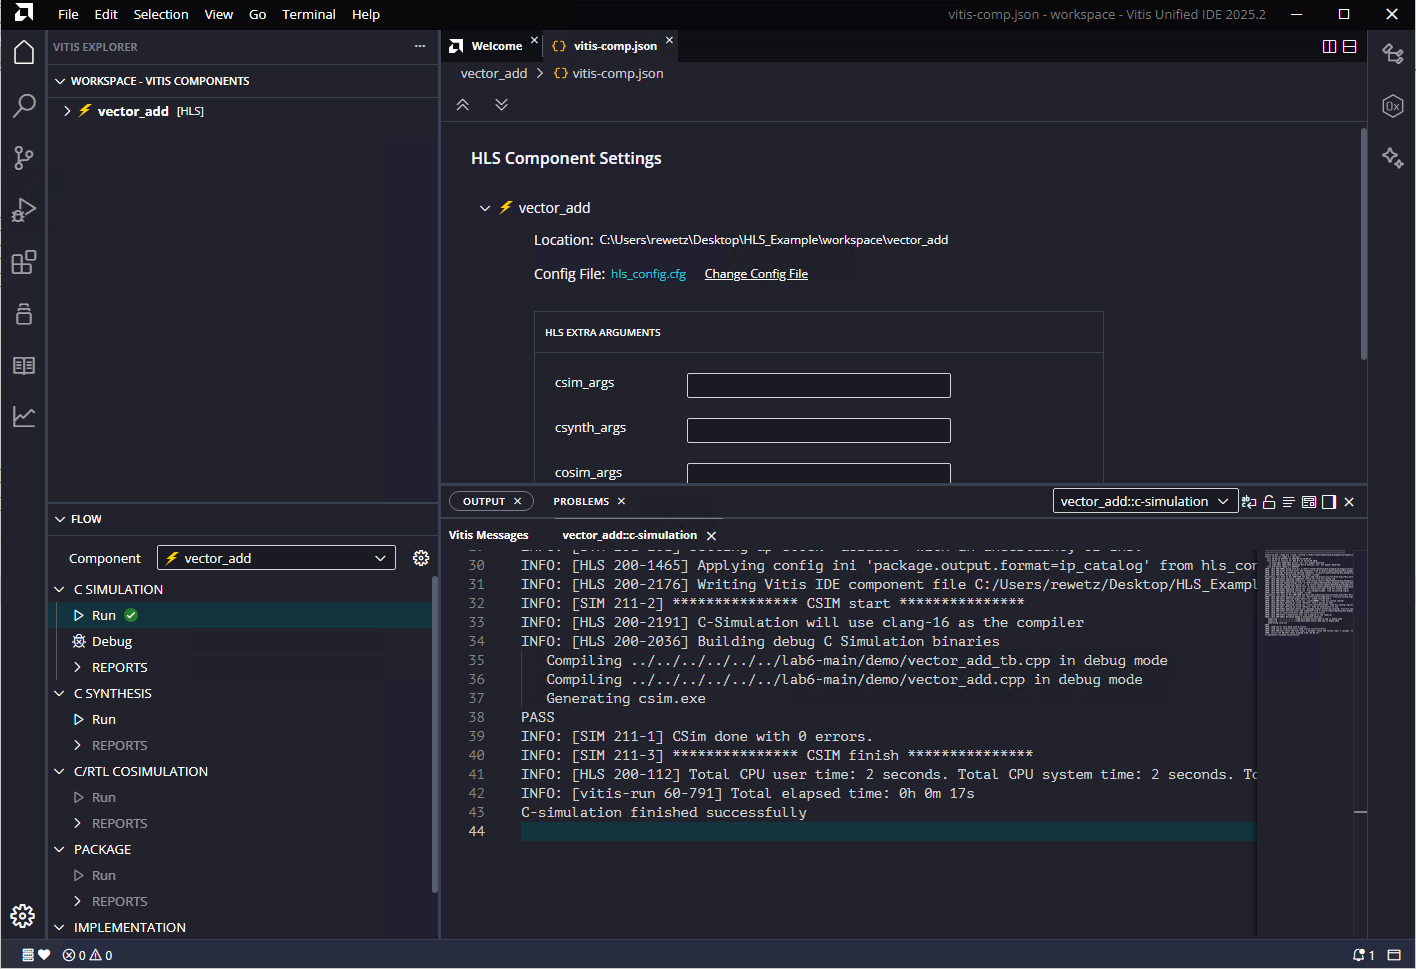 File Edit Selection View Go Terminal Help
vitis-comp.json - workspace - Vitis Unified IDE 2025.2
VITIS EXPLORER
WORKSPACE - VITIS COMPONENTS
vector_add [HLS]
Welcome
vitis-comp.json
vector_add > {} vitis-comp.json
HLS Component Settings
vector_add
Location: C:\Users\rewetz\Desktop\HLS_Example\workspace\vector_add
Config File: hls_config.cfg Change Config File
HLS EXTRA ARGUMENTS
csim_args
csynth_args
cosim_args
FLOW
Component vector_add
C SIMULATION
Run
Debug
REPORTS
C SYNTHESIS
Run
REPORTS
C/RTL COSIMULATION
Run
REPORTS
PACKAGE
Run
REPORTS
IMPLEMENTATION
OUTPUT
PROBLEMS
vector_add::c-simulation
Vitis Messages
vector_add::c-simulation
30 INFO: [HLS 200-1465] Applying config ini 'package.output.format=ip_catalog' from hls_con
31 INFO: [HLS 200-2176] Writing Vitis IDE component file C:/Users/rewetz/Desktop/HLS_Exampl
32 INFO: [SIM 211-2] *************** CSIM start ***************
33 INFO: [HLS 200-2191] C-Simulation will use clang-16 as the compiler
34 INFO: [HLS 200-2036] Building debug C Simulation binaries
35 Compiling ../../../../../../lab6-main/demo/vector_add_tb.cpp in debug mode
36 Compiling ../../../../../../lab6-main/demo/vector_add.cpp in debug mode
37 Generating csim.exe
38 PASS
39 INFO: [SIM 211-1] CSim done with 0 errors.
40 INFO: [SIM 211-3] *************** CSIM finish ***************
41 INFO: [HLS 200-112] Total CPU user time: 2 seconds. Total CPU system time: 2 seconds. To
42 INFO: [vitis-run 60-791] Total elapsed time: 0h 0m 17s
43 C-simulation finished successfully
44
0 0
1